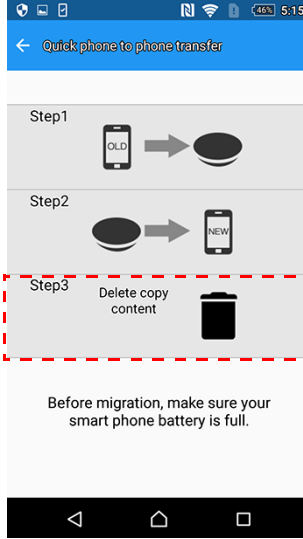 46% 5:15
Quick phone to phone transfer
Step1
OLD
Step2
NEW
Step3
Delete copy
content
Before migration, make sure your
smart phone battery is full.